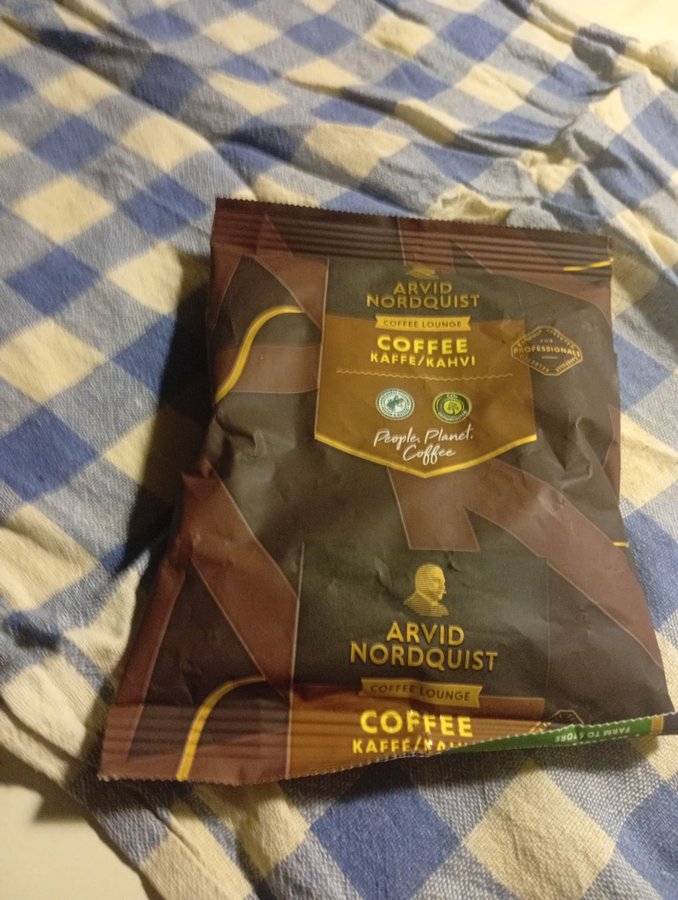 ARVID
NORDQUIST
COFFEE LOUNGE
COFFEE
KAFFE/KAHVI
FOR
PROFESSIONALS
People. Planet.
Coffee
ARVID
NORDQUIST
COFFEE LOUNGE
COFFEE
FARM TO STORE